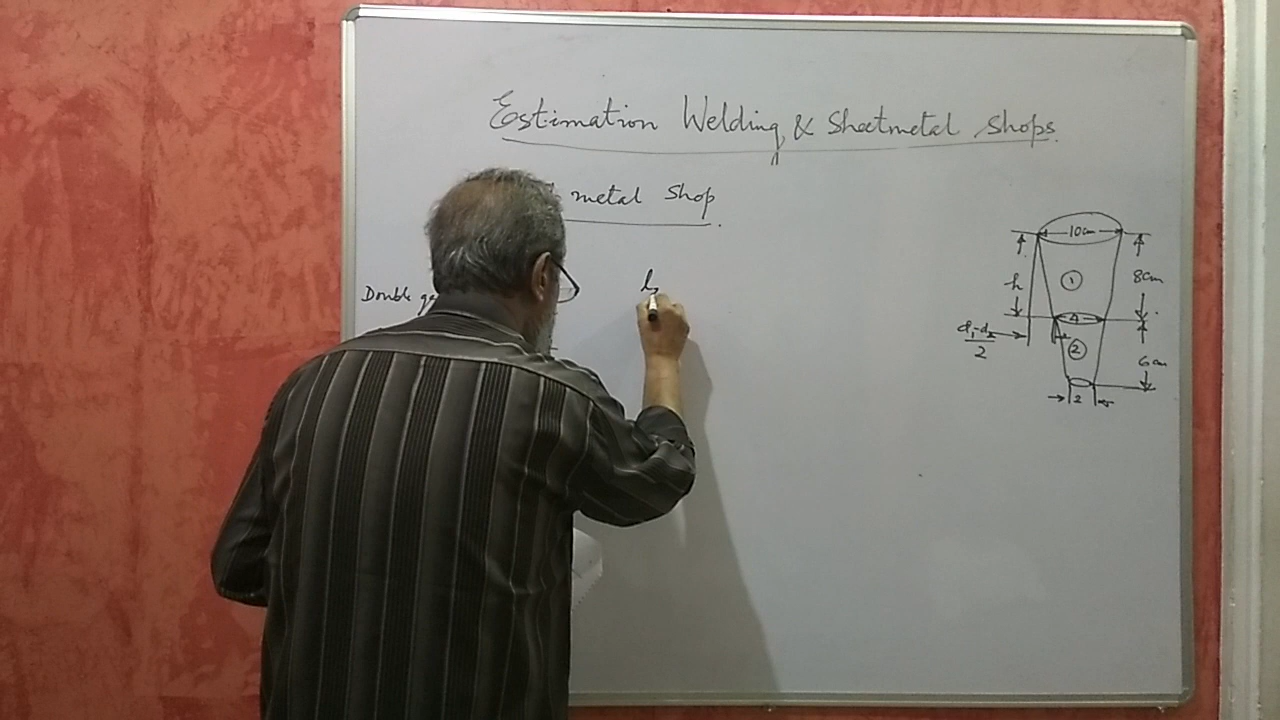 Estimation Welding & Sheetmetal Shops.
metal Shop.
Double
10cm
h
1
8cm
4
d₁-d₂
2
2
6cm
2